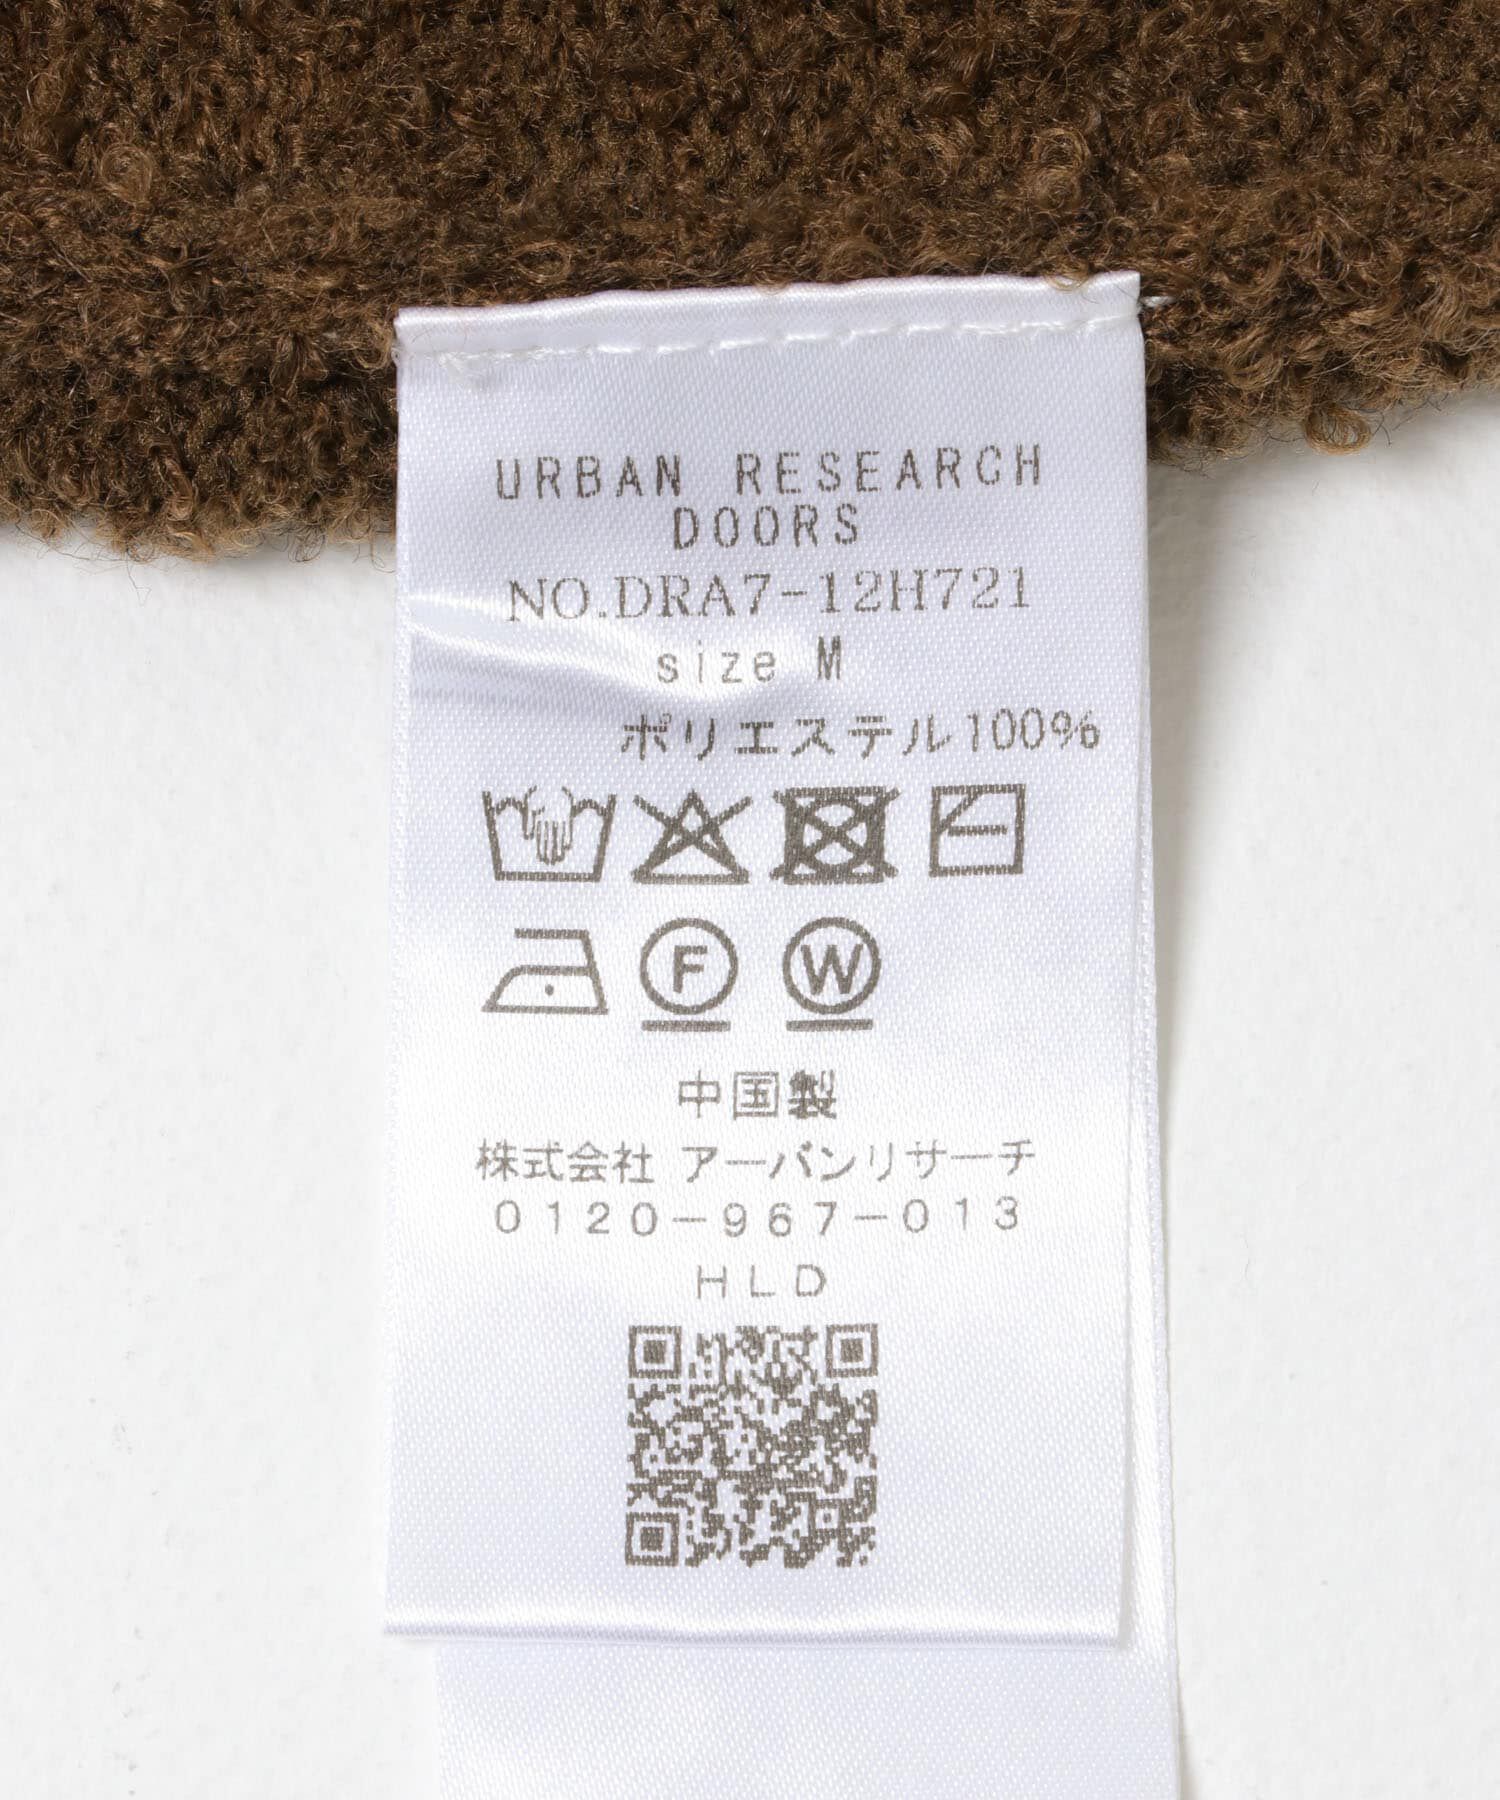 URBAN RESEARCH
DOORS
NO.DRA7-12H721
size M
ポリエステル100%
F W
中国製
株式会社 アーバンリサーチ
0120-967-013
HLD